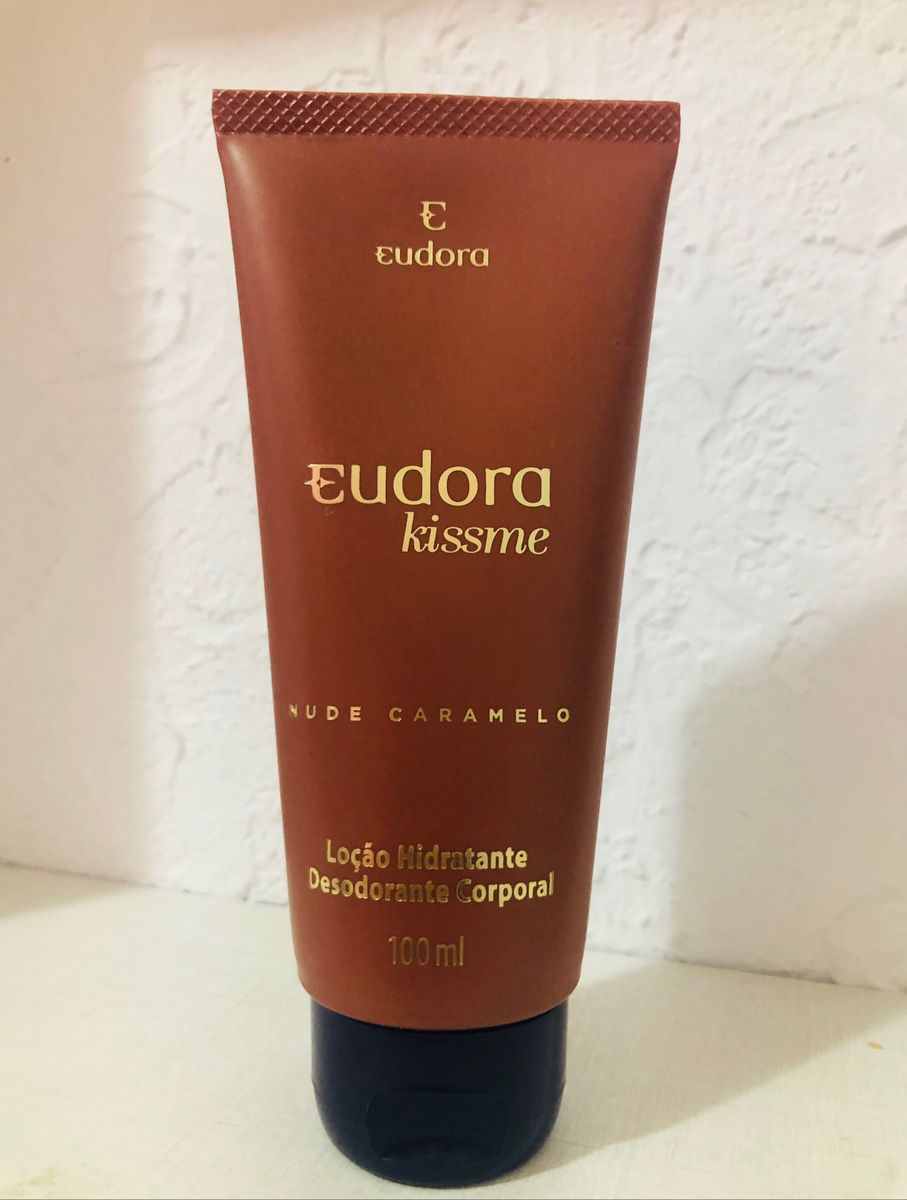 E
eudora
eudora
kissme
NUDE CARAMELO
Loção Hidratante
Desodorante Corporal
100 ml